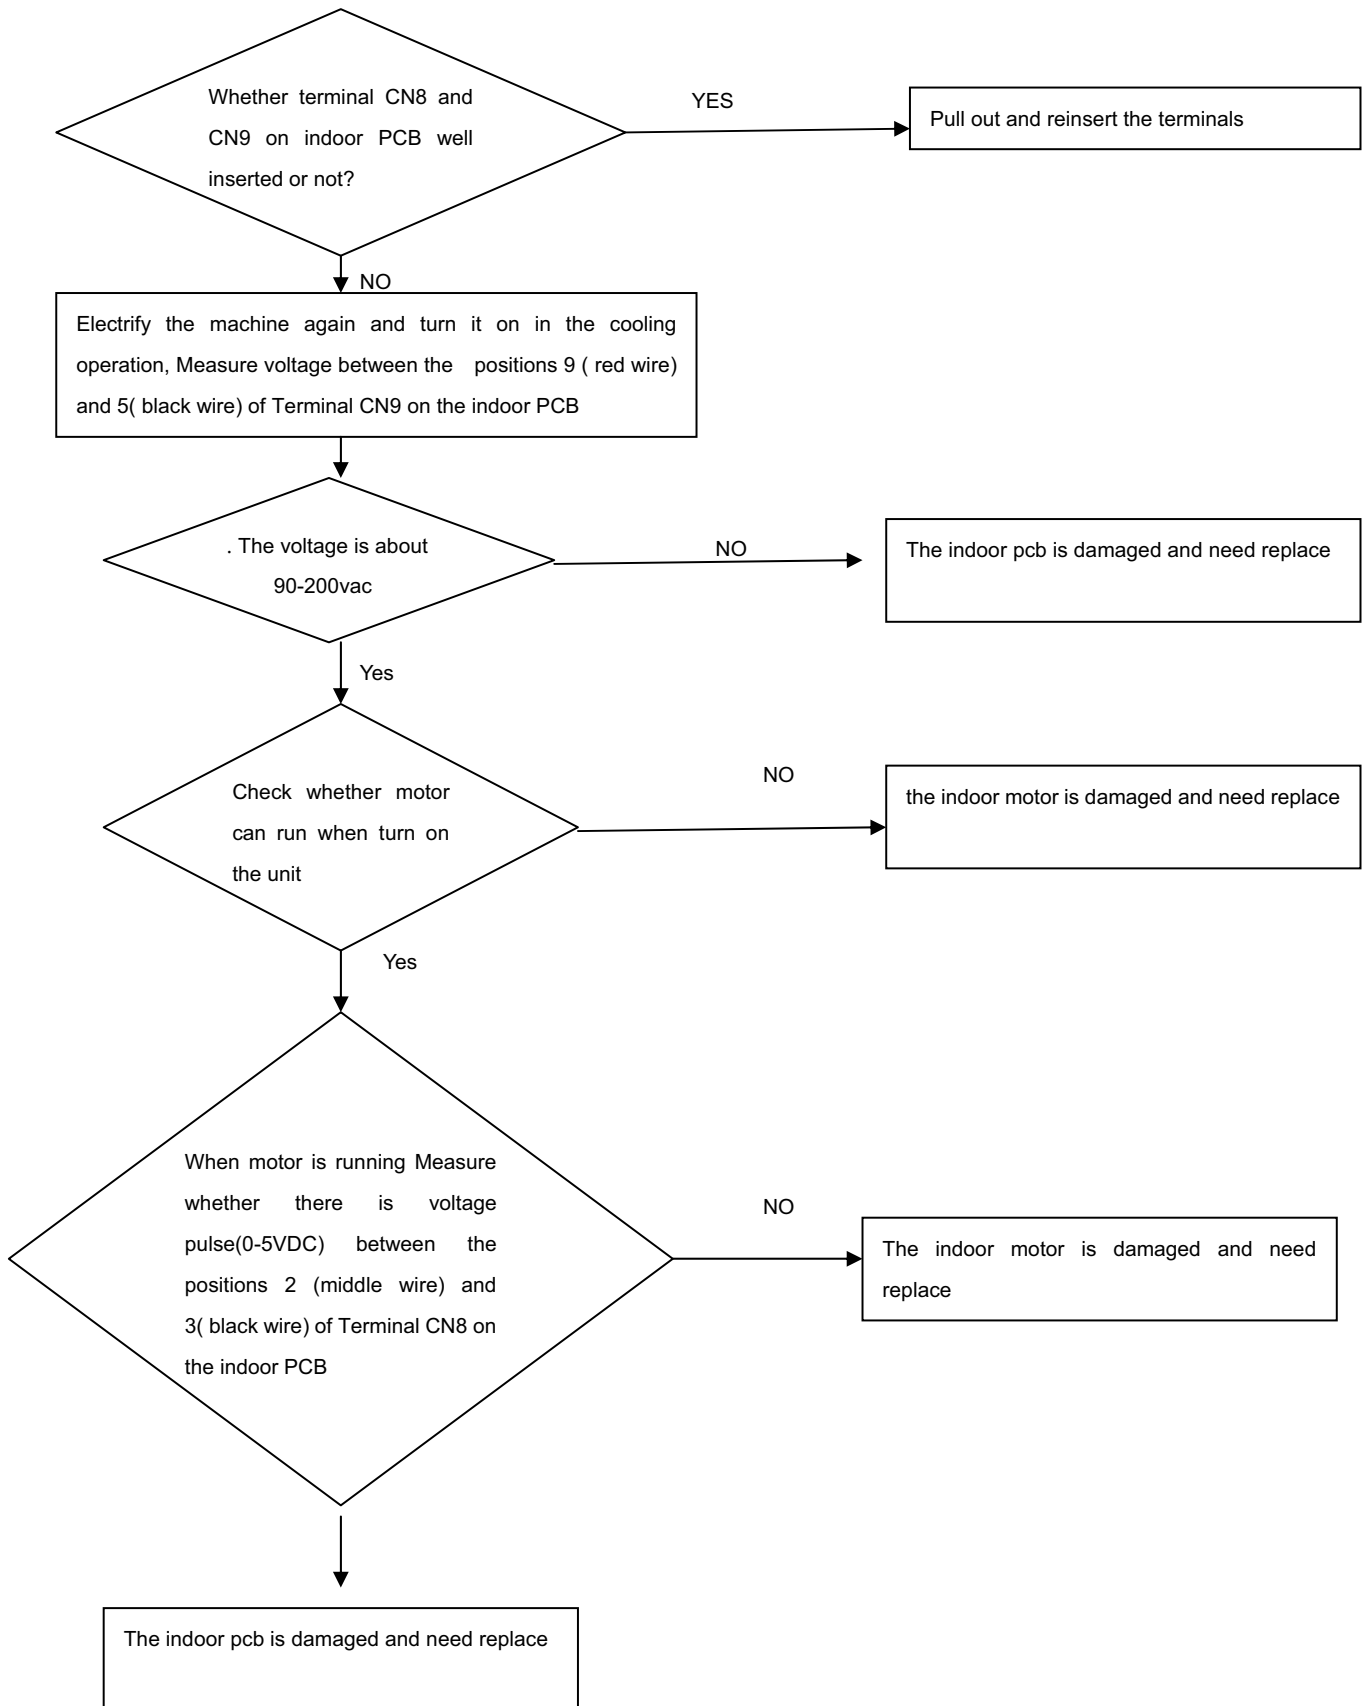 Whether terminal CN8 and
CN9 on indoor PCB well
inserted or not?
YES
Pull out and reinsert the terminals
NO
Electrify the machine again and turn it on in the cooling
operation, Measure voltage between the positions 9 ( red wire)
and 5( black wire) of Terminal CN9 on the indoor PCB
. The voltage is about
90-200vac
NO
The indoor pcb is damaged and need replace
Yes
Check whether motor
can run when turn on
the unit
NO
the indoor motor is damaged and need replace
Yes
When motor is running Measure
whether there is voltage
pulse(0-5VDC) between the
positions 2 (middle wire) and
3( black wire) of Terminal CN8 on
the indoor PCB
NO
The indoor motor is damaged and need
replace
The indoor pcb is damaged and need replace